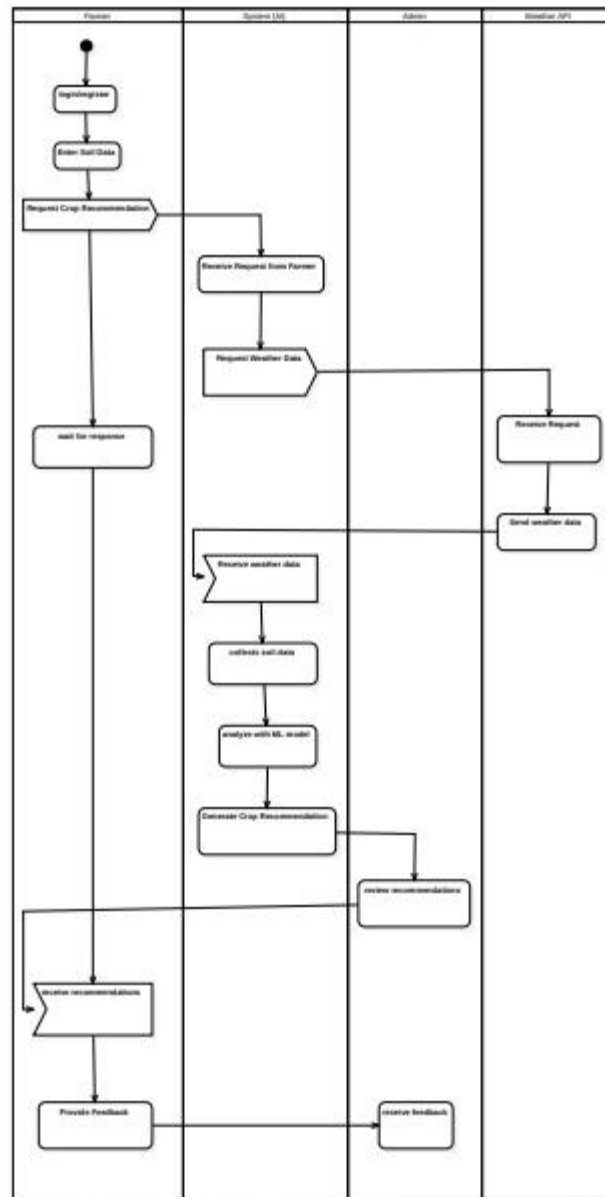 Farmer
System (AI)
Admin
Weather API
login/register
Enter Soil Data
Request Crop Recommendation
Receive Request from Farmer
Request Weather Data
wait for response
Receive Request
Send weather data
Receive weather data
collects soil data
analyze with ML model
Generate Crop Recommendation
review recommendations
receive recommendations
Provide Feedback
receive feedback